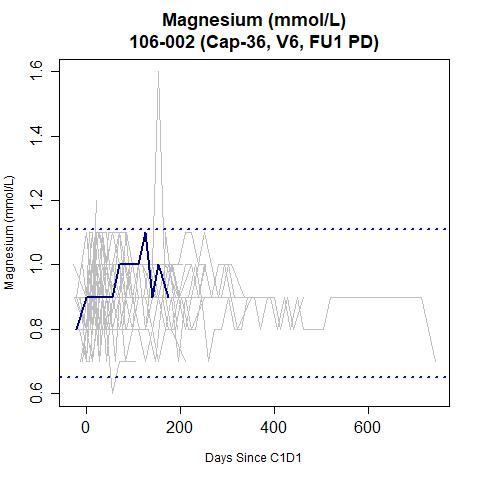 Magnesium (mmol/L)
106-002 (Cap-36, V6, FU1 PD)
Magnesium (mmol/L)
1.6
1.4
1.2
1.0
0.8
0.6
0 200 400 600
Days Since C1D1